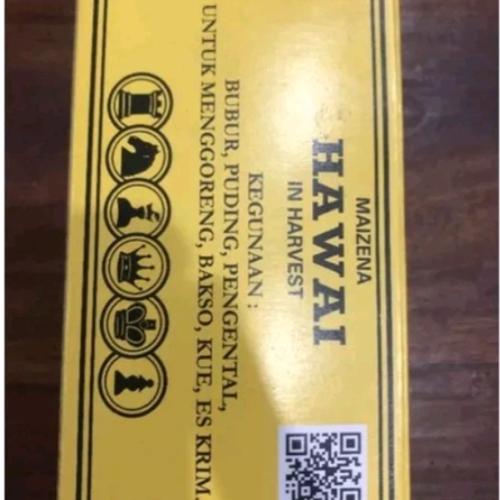 MAIZENA
HAWAI
IN HARVEST
KEGUNAAN :
BUBUR, PUDING, PENGENTAL,
UNTUK MENGGORENG, BAKSO, KUE, ES KRIM.